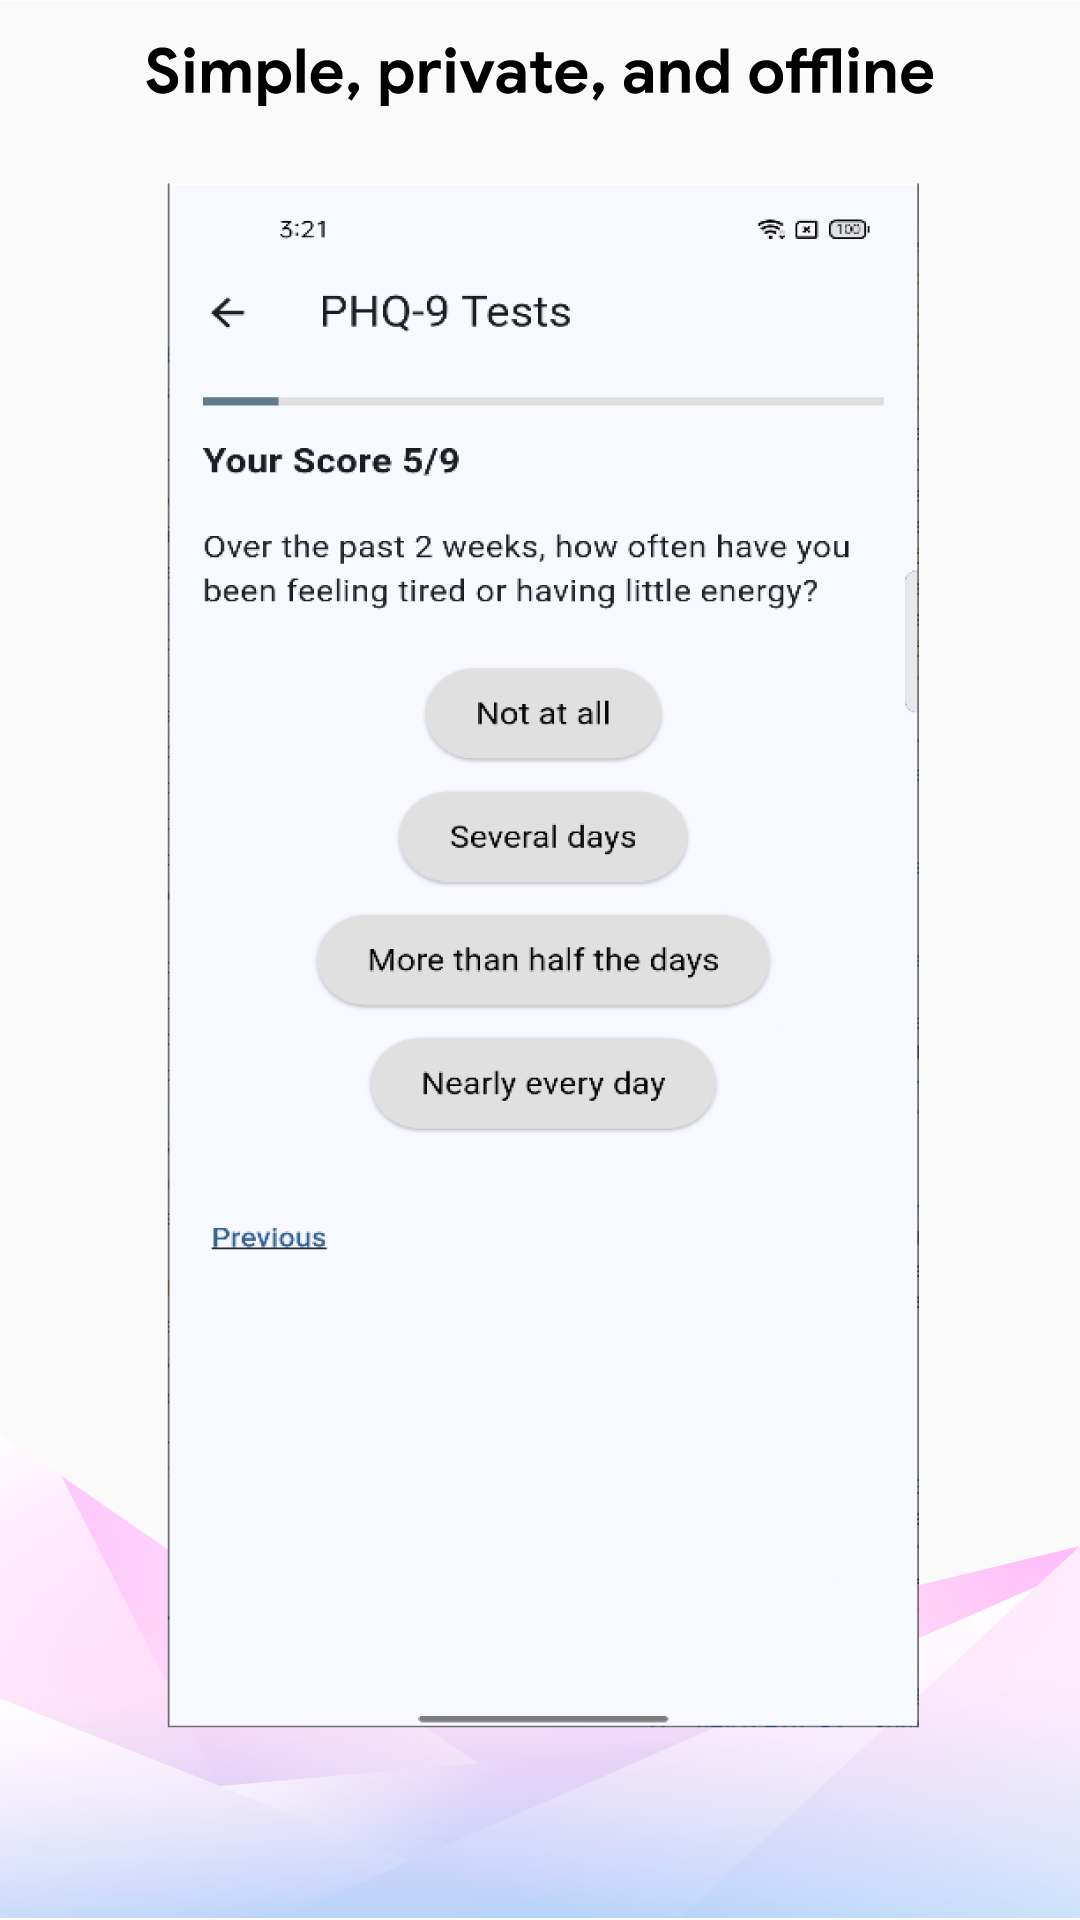 Simple, private, and offline
3:21
100
PHQ-9 Tests
Your Score 5/9
Over the past 2 weeks, how often have you
been feeling tired or having little energy?
Not at all
Several days
More than half the days
Nearly every day
Previous